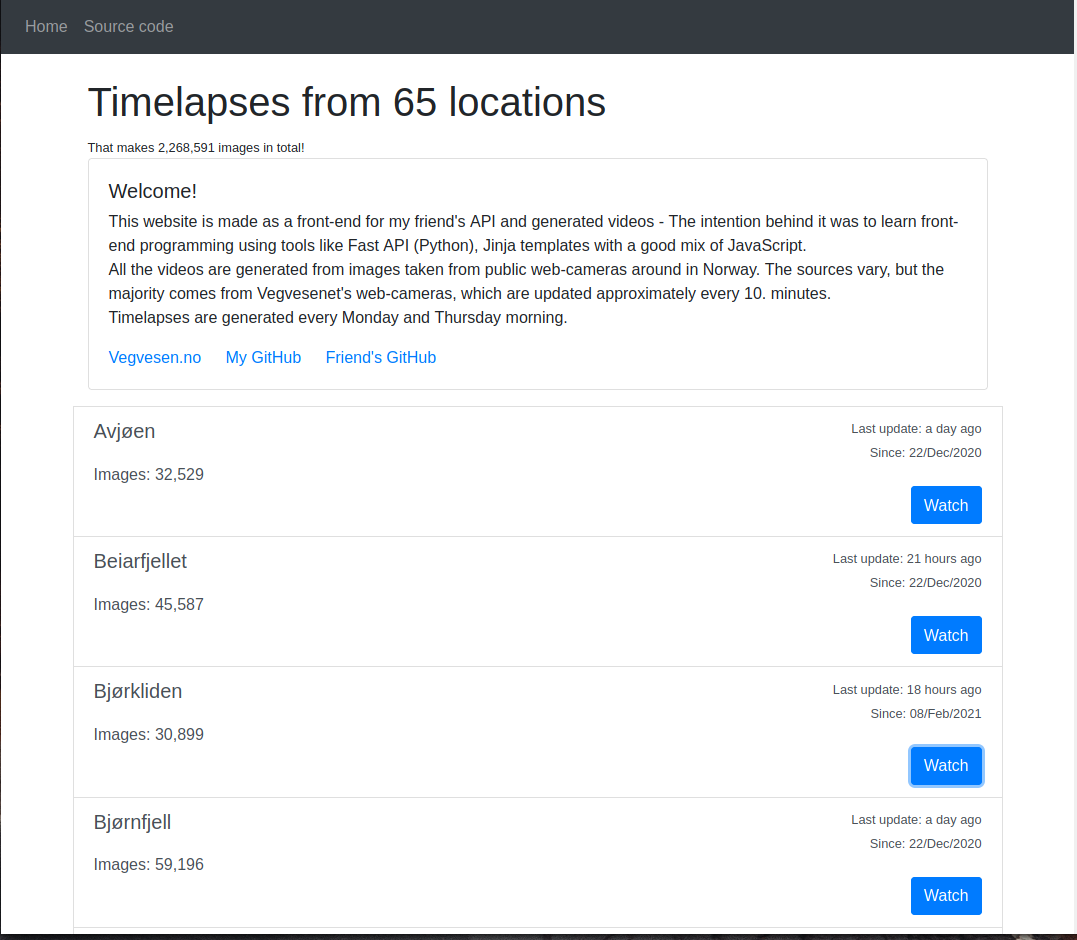 Home Source code
Timelapses from 65 locations
That makes 2,268,591 images in total!
Welcome!
This website is made as a front-end for my friend's API and generated videos - The intention behind it was to learn front-
end programming using tools like Fast API (Python), Jinja templates with a good mix of JavaScript.
All the videos are generated from images taken from public web-cameras around in Norway. The sources vary, but the
majority comes from Vegvesenet's web-cameras, which are updated approximately every 10. minutes.
Timelapses are generated every Monday and Thursday morning.
Vegvesen.no My GitHub Friend's GitHub
Avjøen
Last update: a day ago
Since: 22/Dec/2020
Images: 32,529
Watch
Beiarfjellet
Last update: 21 hours ago
Since: 22/Dec/2020
Images: 45,587
Watch
Bjørkliden
Last update: 18 hours ago
Since: 08/Feb/2021
Images: 30,899
Watch
Bjørnfjell
Last update: a day ago
Since: 22/Dec/2020
Images: 59,196
Watch